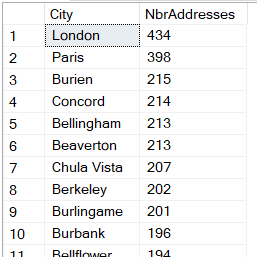 City NbrAddresses
1 London 434
2 Paris 398
3 Burien 215
4 Concord 214
5 Bellingham 213
6 Beaverton 213
7 Chula Vista 207
8 Berkeley 202
9 Burlingame 201
10 Burbank 196
11 Bellflower 194